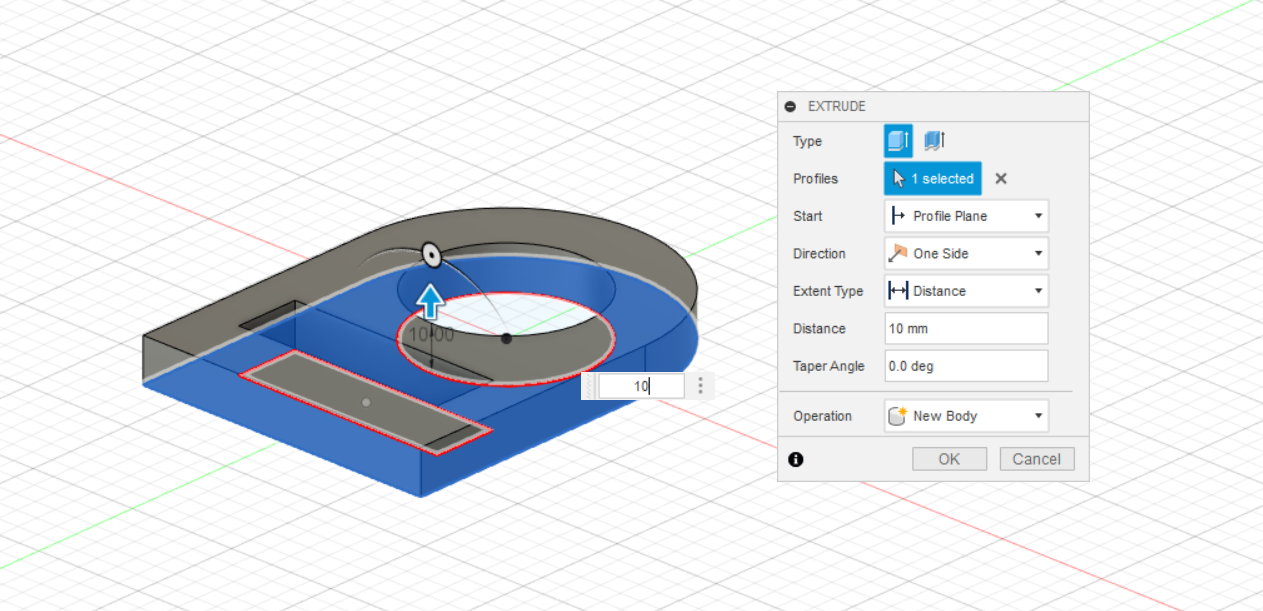 EXTRUDE
Type
Profiles 1 selected
Start Profile Plane
Direction One Side
Extent Type Distance
Distance 10 mm
Taper Angle 0.0 deg
Operation New Body
OK Cancel
10.00
10